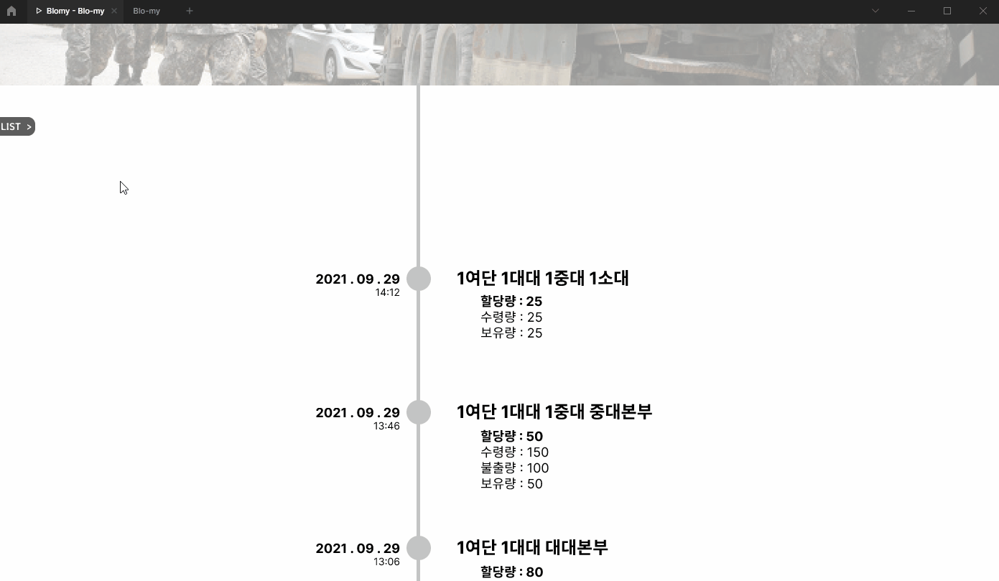 Blomy - Blo-my
Blo-my
LIST >
2021 . 09 . 29
14:12
1여단 1대대 1중대 1소대
할당량 : 25
수령량 : 25
보유량 : 25
2021 . 09 . 29
13:46
1여단 1대대 1중대 중대본부
할당량 : 50
수령량 : 150
불출량 : 100
보유량 : 50
2021 . 09 . 29
13:06
1여단 1대대 대대본부
할당량 : 80